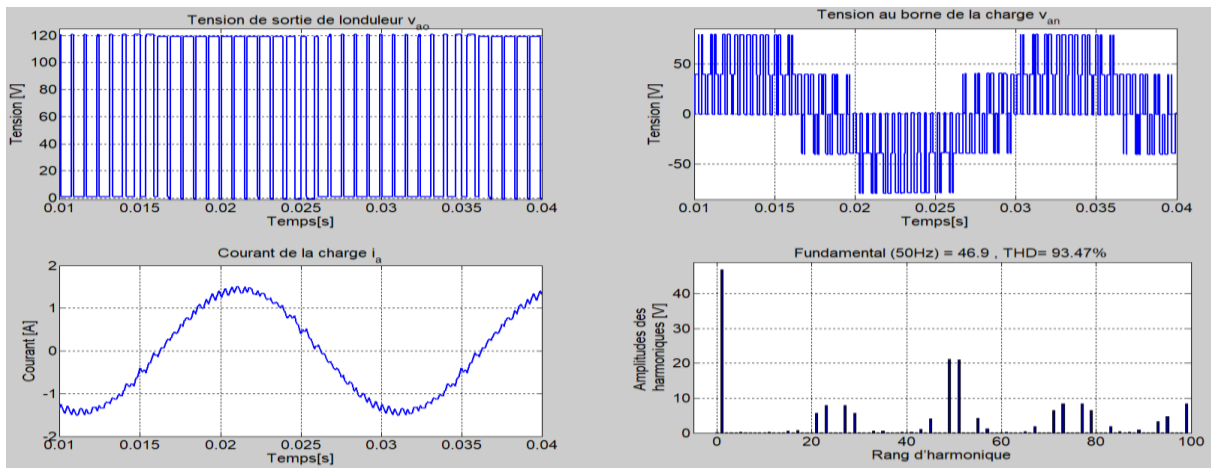 Tension de sortie de londuleur v_ao
Tension [V]
120
100
80
60
40
20
0
0.01 0.015 0.02 0.025 0.03 0.035 0.04
Temps[s]
Tension au borne de la charge v_an
Tension [V]
50
0
-50
0.01 0.015 0.02 0.025 0.03 0.035 0.04
Temps[s]
Courant de la charge i_a
Courant [A]
2
1
0
-1
-2
0.01 0.015 0.02 0.025 0.03 0.035 0.04
Temps[s]
Fundamental (50Hz) = 46.9 , THD= 93.47%
Amplitudes des
harmoniques [V]
40
30
20
10
0
0 20 40 60 80 100
Rang d'harmonique